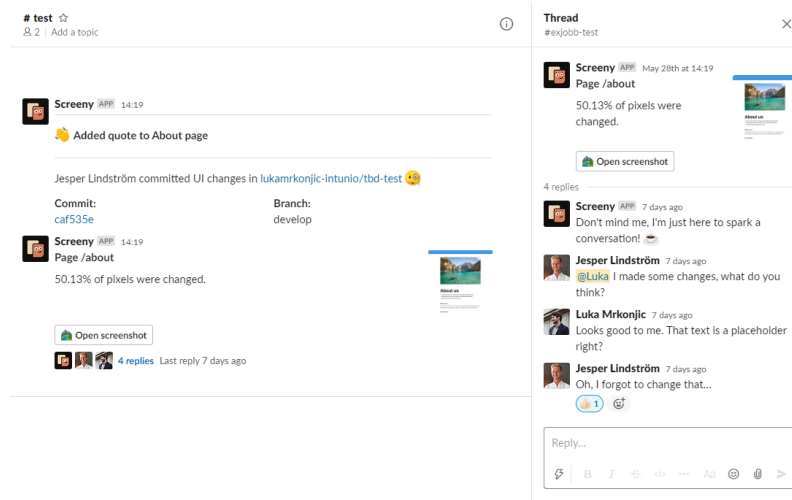 # test
2 | Add a topic
Screeny APP 14:19
Added quote to About page
Jesper Lindström committed UI changes in lukamrkonjic-intunio/tbd-test
Commit:
caf535e
Branch:
develop
Screeny APP 14:19
Page /about
50.13% of pixels were changed.
About us
Open screenshot
4 replies Last reply 7 days ago
Thread
#exjobb-test
Screeny APP May 28th at 14:19
Page /about
50.13% of pixels were
changed.
About us
Open screenshot
4 replies
Screeny APP 7 days ago
Don't mind me, I'm just here to spark a
conversation!
Jesper Lindström 7 days ago
@Luka I made some changes, what do you
think?
Luka Mrkonjic 7 days ago
Looks good to me. That text is a placeholder
right?
Jesper Lindström 7 days ago
Oh, I forgot to change that...
1
Reply...
B I S </> ... Aa